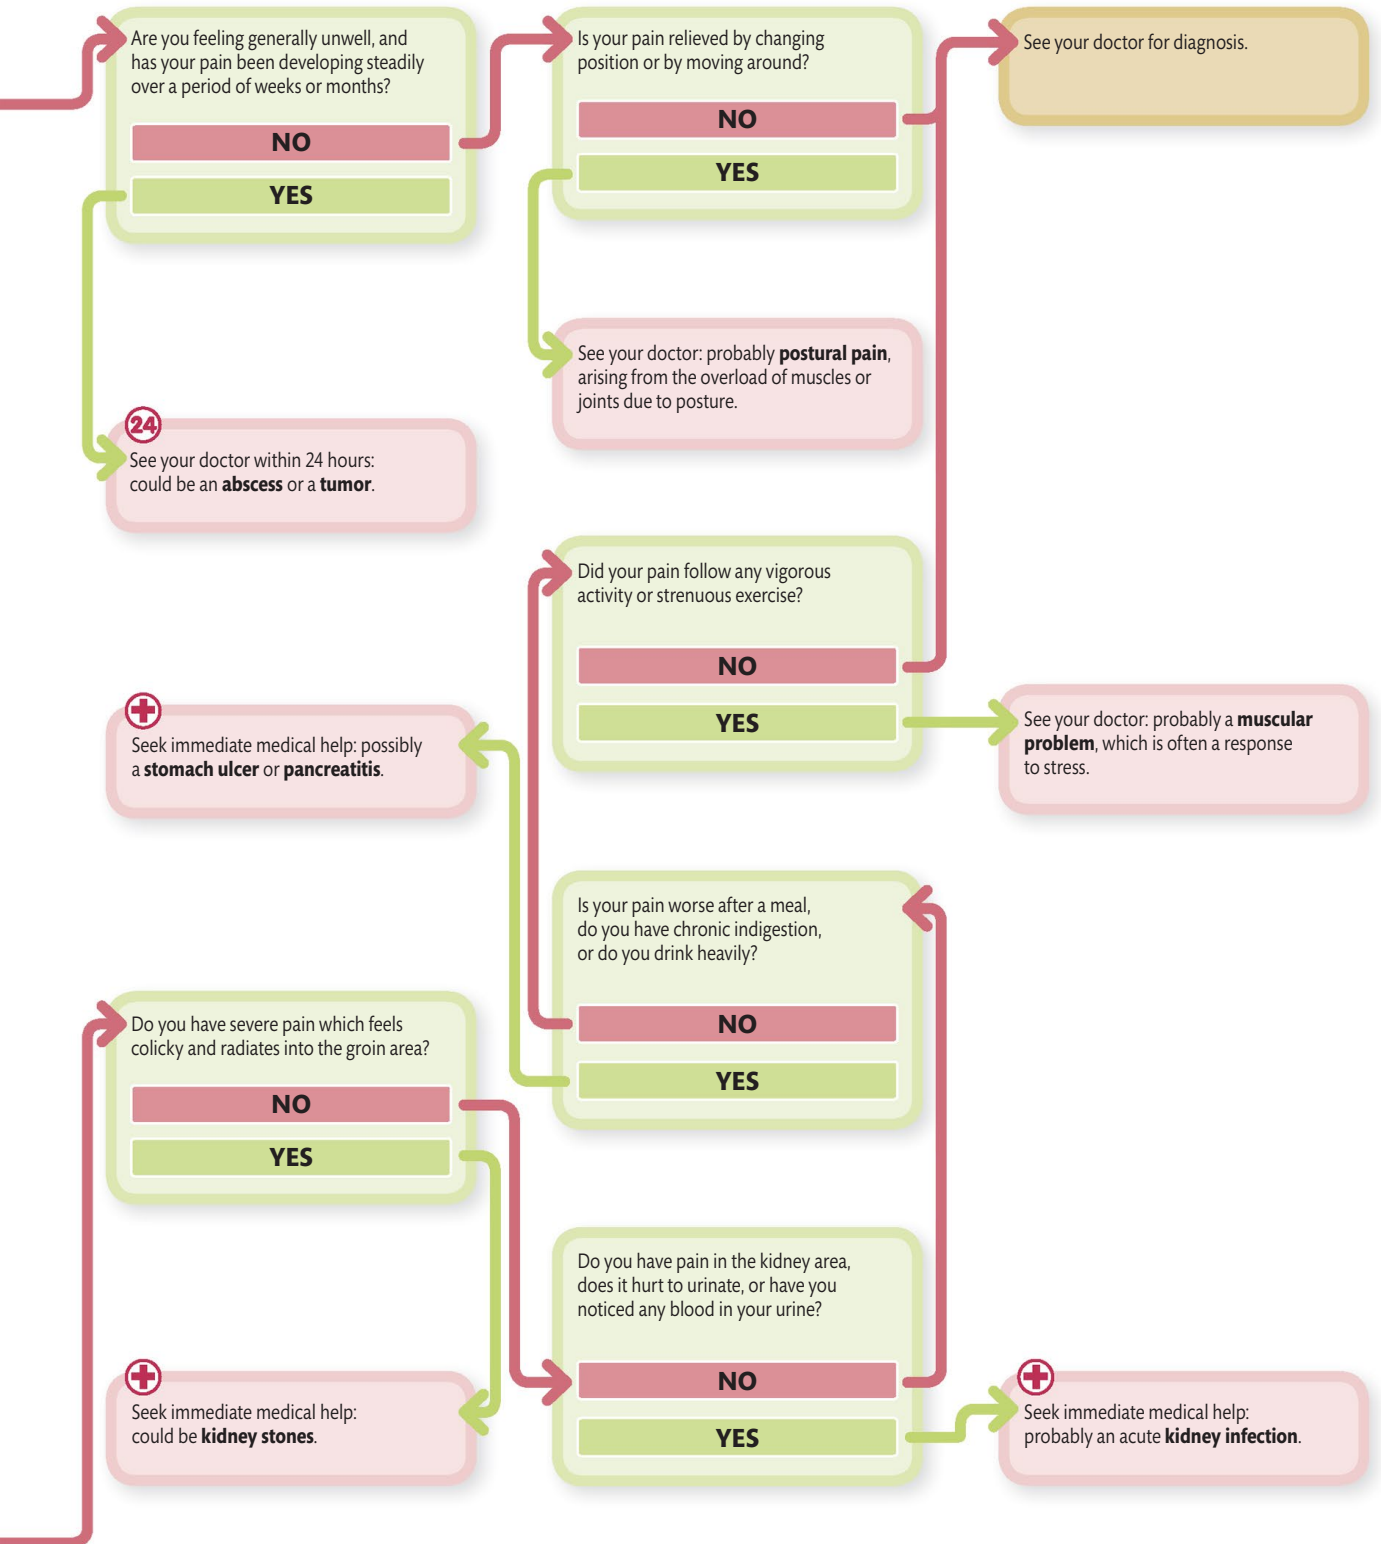 Are you feeling generally unwell, and
has your pain been developing steadily
over a period of weeks or months?
NO
YES
Is your pain relieved by changing
position or by moving around?
NO
YES
See your doctor for diagnosis.
See your doctor: probably postural pain,
arising from the overload of muscles or
joints due to posture.
24
See your doctor within 24 hours:
could be an abscess or a tumor.
Did your pain follow any vigorous
activity or strenuous exercise?
NO
YES
See your doctor: probably a muscular
problem, which is often a response
to stress.
Seek immediate medical help: possibly
a stomach ulcer or pancreatitis.
Is your pain worse after a meal,
do you have chronic indigestion,
or do you drink heavily?
NO
YES
Do you have severe pain which feels
colicky and radiates into the groin area?
NO
YES
Do you have pain in the kidney area,
does it hurt to urinate, or have you
noticed any blood in your urine?
NO
YES
Seek immediate medical help:
could be kidney stones.
Seek immediate medical help:
probably an acute kidney infection.